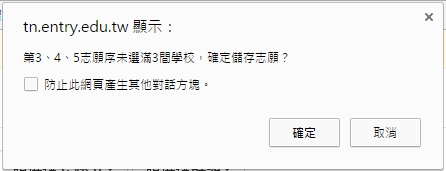 tn.entry.edu.tw 顯示：
第3、4、5志願序未選滿3間學校，確定儲存志願？
防止此網頁產生其他對話方塊。
確定
取消